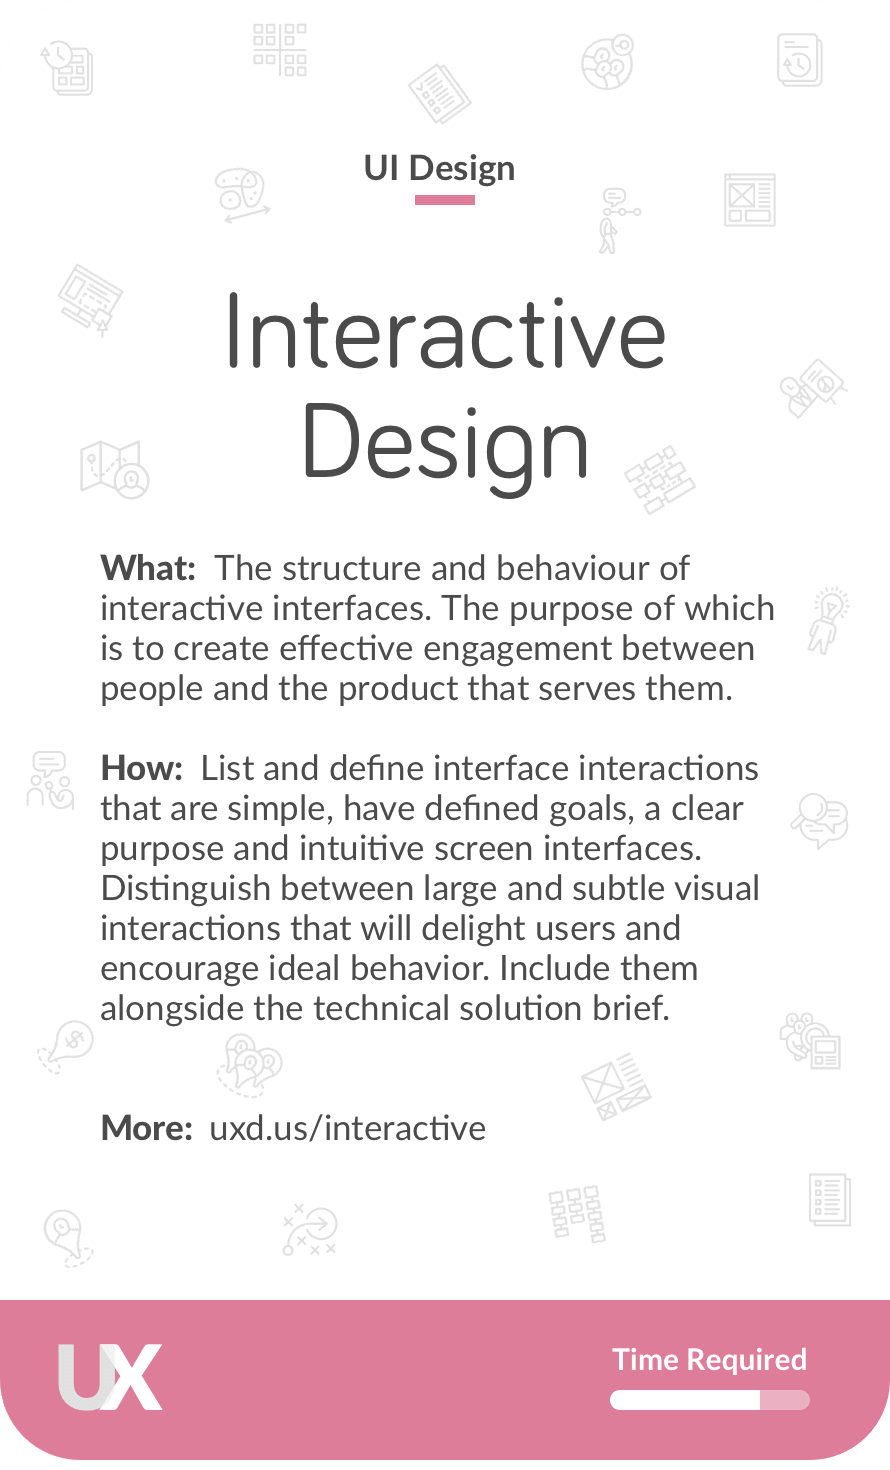 UI Design
Interactive
Design
What: The structure and behaviour of
interactive interfaces. The purpose of which
is to create effective engagement between
people and the product that serves them.
How: List and define interface interactions
that are simple, have defined goals, a clear
purpose and intuitive screen interfaces.
Distinguish between large and subtle visual
interactions that will delight users and
encourage ideal behavior. Include them
alongside the technical solution brief.
More: uxd.us/interactive
UX
Time Required